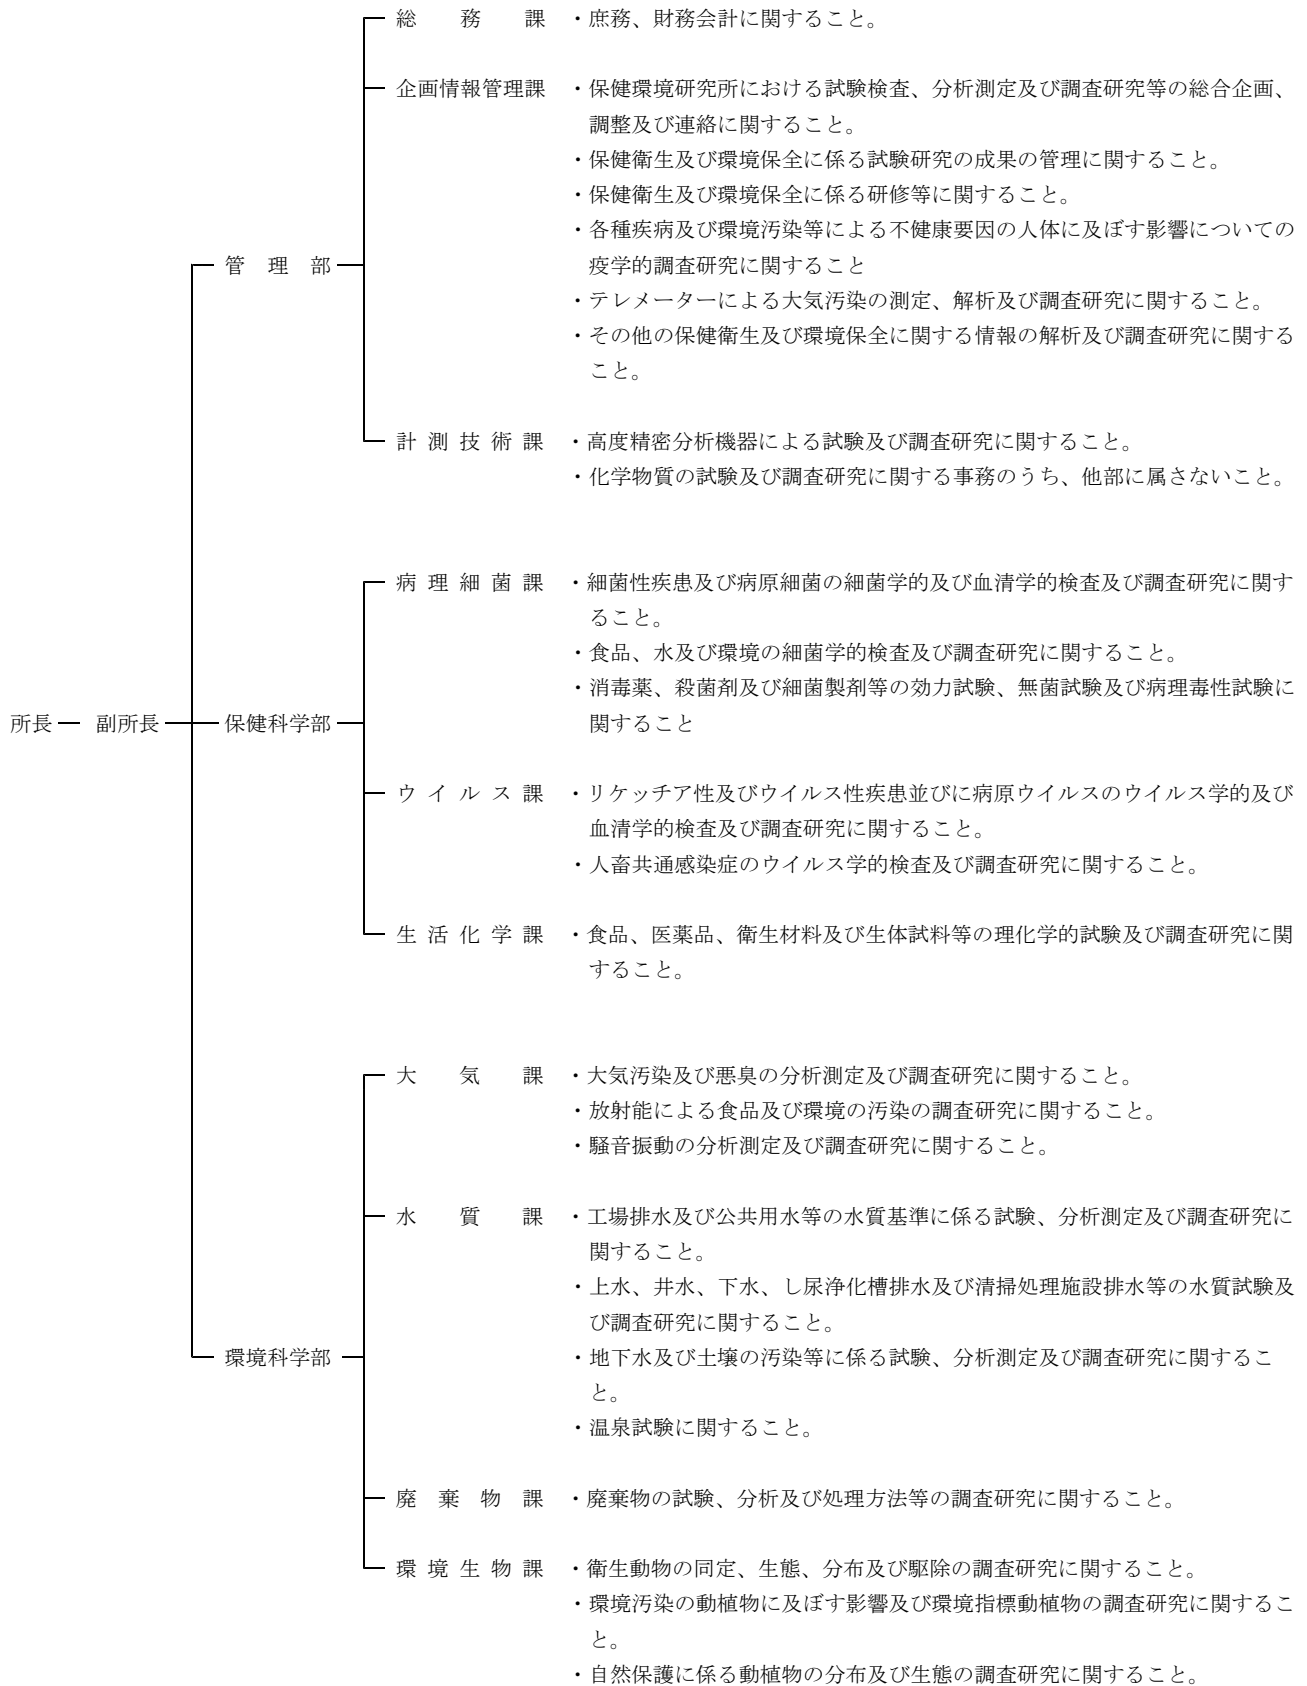 総務課 ・庶務、財務会計に関すること。
企画情報管理課 ・保健環境研究所における試験検査、分析測定及び調査研究等の総合企画、
調整及び連絡に関すること。
・保健衛生及び環境保全に係る試験研究の成果の管理に関すること。
・保健衛生及び環境保全に係る研修等に関すること。
・各種疾病及び環境汚染等による不健康要因の人体に及ぼす影響についての
管理部 疫学的調査研究に関すること
・テレメーターによる大気汚染の測定、解析及び調査研究に関すること。
・その他の保健衛生及び環境保全に関する情報の解析及び調査研究に関する
こと。
計測技術課 ・高度精密分析機器による試験及び調査研究に関すること。
・化学物質の試験及び調査研究に関する事務のうち、他部に属さないこと。
病理細菌課 ・細菌性疾患及び病原細菌の細菌学的及び血清学的検査及び調査研究に関す
ること。
・食品、水及び環境の細菌学的検査及び調査研究に関すること。
・消毒薬、殺菌剤及び細菌製剤等の効力試験、無菌試験及び病理毒性試験に
所長 副所長 保健科学部 関すること
ウイルス課 ・リケッチア性及びウイルス性疾患並びに病原ウイルスのウイルス学的及び
血清学的検査及び調査研究に関すること。
・人畜共通感染症のウイルス学的検査及び調査研究に関すること。
生活化学課 ・食品、医薬品、衛生材料及び生体試料等の理化学的試験及び調査研究に関
すること。
大気課 ・大気汚染及び悪臭の分析測定及び調査研究に関すること。
・放射能による食品及び環境の汚染の調査研究に関すること。
・騒音振動の分析測定及び調査研究に関すること。
水質課 ・工場排水及び公共用水等の水質基準に係る試験、分析測定及び調査研究に
関すること。
・上水、井水、下水、し尿浄化槽排水及び清掃処理施設排水等の水質試験及
び調査研究に関すること。
環境科学部 ・地下水及び土壌の汚染等に係る試験、分析測定及び調査研究に関するこ
と。
・温泉試験に関すること。
廃棄物課 ・廃棄物の試験、分析及び処理方法等の調査研究に関すること。
環境生物課 ・衛生動物の同定、生態、分布及び駆除の調査研究に関すること。
・環境汚染の動植物に及ぼす影響及び環境指標動植物の調査研究に関するこ
と。
・自然保護に係る動植物の分布及び生態の調査研究に関すること。